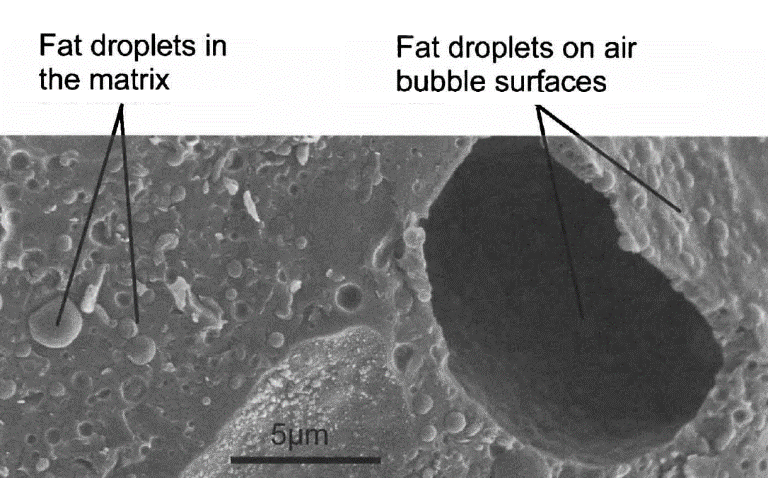 Fat droplets in
the matrix
Fat droplets on air
bubble surfaces
5μm